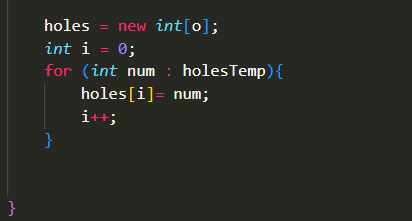 holes = new int[o];
int i = 0;
for (int num : holesTemp){
holes[i]= num;
i++;
}
}